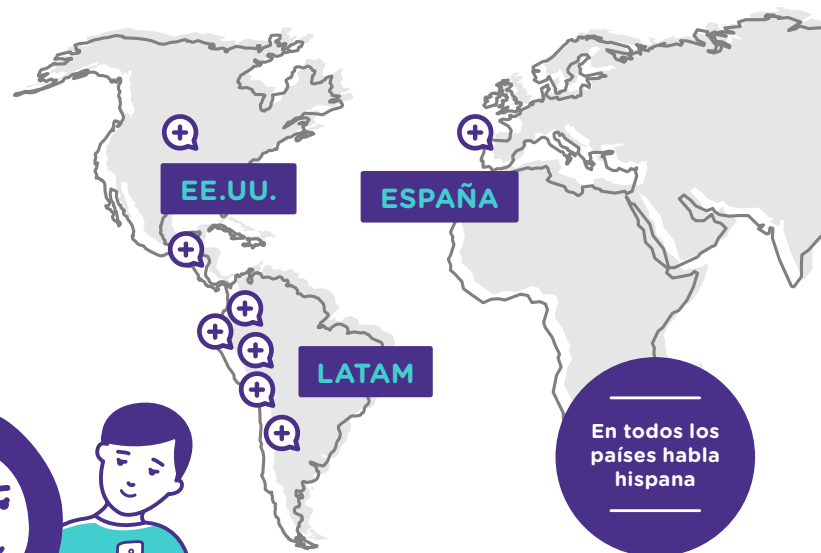 EE.UU.
ESPAÑA
LATAM
En todos los
países habla
hispana